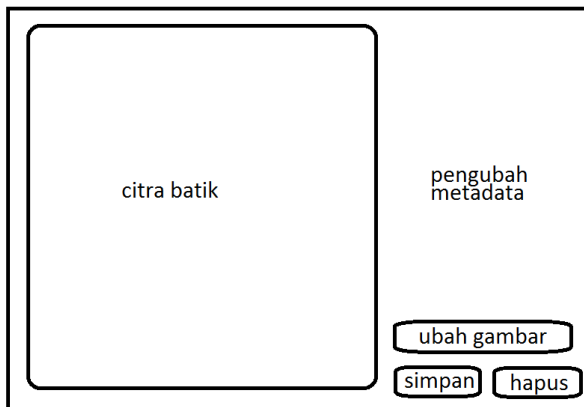 citra batik
pengubah
metadata
ubah gambar
simpan
hapus